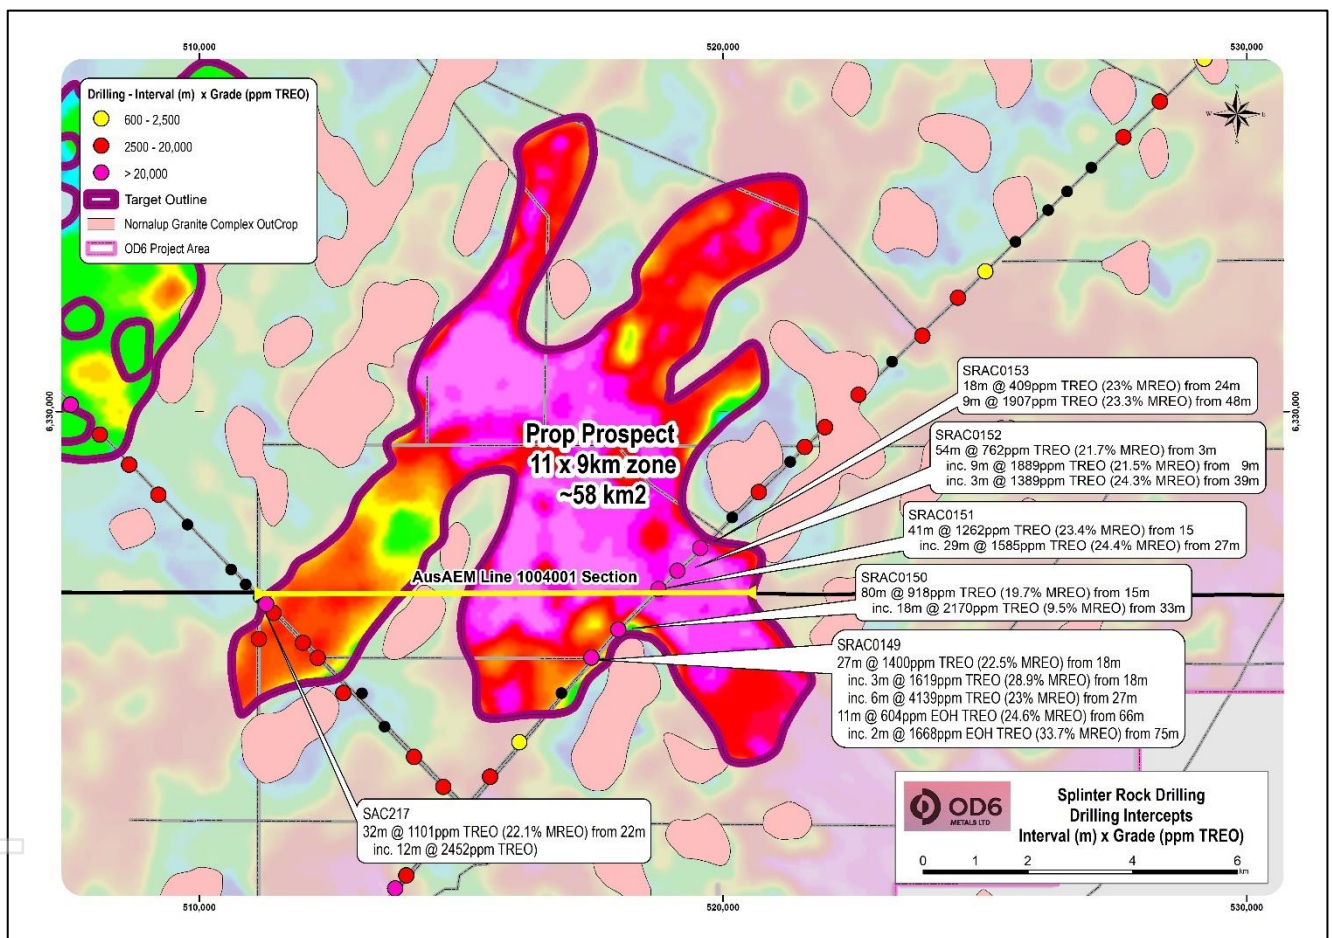 510,000
520,000
530,000
Drilling - Interval (m) x Grade (ppm TREO)
600 - 2,500
2500 - 20,000
> 20,000
Target Outline
Nornalup Granite Complex OutCrop
OD6 Project Area
N
W
E
S
6,330,000
6,330,000
SRAC0153
18m @ 409ppm TREO (23% MREO) from 24m
9m @ 1907ppm TREO (23.3% MREO) from 48m
Prop Prospect
11 x 9km zone
~58 km2
SRAC0152
54m @ 762ppm TREO (21.7% MREO) from 3m
inc. 9m @ 1889ppm TREO (21.5% MREO) from 9m
inc. 3m @ 1389ppm TREO (24.3% MREO) from 39m
SRAC0151
41m @ 1262ppm TREO (23.4% MREO) from 15
inc. 29m @ 1585ppm TREO (24.4% MREO) from 27m
AusAEM Line 1004001 Section
SRAC0150
80m @ 918ppm TREO (19.7% MREO) from 15m
inc. 18m @ 2170ppm TREO (9.5% MREO) from 33m
SRAC0149
27m @ 1400ppm TREO (22.5% MREO) from 18m
inc. 3m @ 1619ppm TREO (28.9% MREO) from 18m
inc. 6m @ 4139ppm TREO (23% MREO) from 27m
11m @ 604ppm EOH TREO (24.6% MREO) from 66m
inc. 2m @ 1668ppm EOH TREO (33.7% MREO) from 75m
SAC217
32m @ 1101ppm TREO (22.1% MREO) from 22m
inc. 12m @ 2452ppm TREO)
OD6
METALS LTD
Splinter Rock Drilling
Drilling Intercepts
Interval (m) x Grade (ppm TREO)
0 1 2 4 6
km
510,000
520,000
530,000